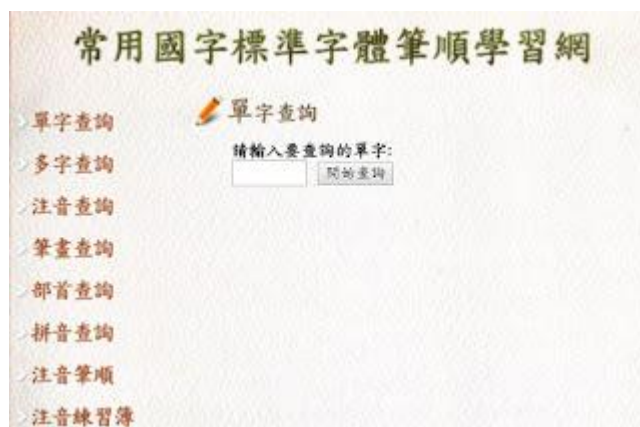 常用國字標準字體筆順學習網
單字查詢
多字查詢
注音查詢
筆畫查詢
部首查詢
拼音查詢
注音筆順
注音練習簿
單字查詢
請輸入要查詢的單字:
開始查詢